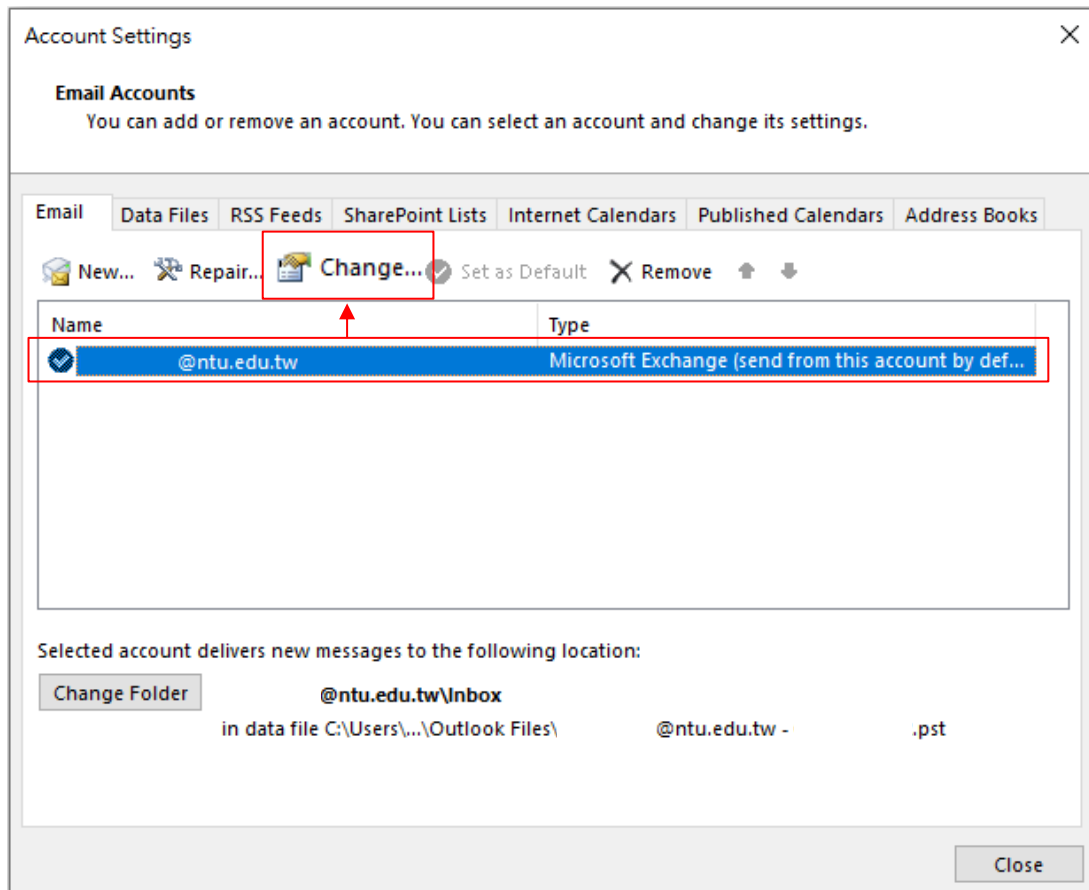 Account Settings
Email Accounts
You can add or remove an account. You can select an account and change its settings.
Email Data Files RSS Feeds SharePoint Lists Internet Calendars Published Calendars Address Books
New... Repair... Change... Set as Default Remove
Name Type
@ntu.edu.tw Microsoft Exchange (send from this account by def...
Selected account delivers new messages to the following location:
Change Folder @ntu.edu.tw\Inbox
in data file C:\Users\...\Outlook Files\ @ntu.edu.tw - .pst
Close